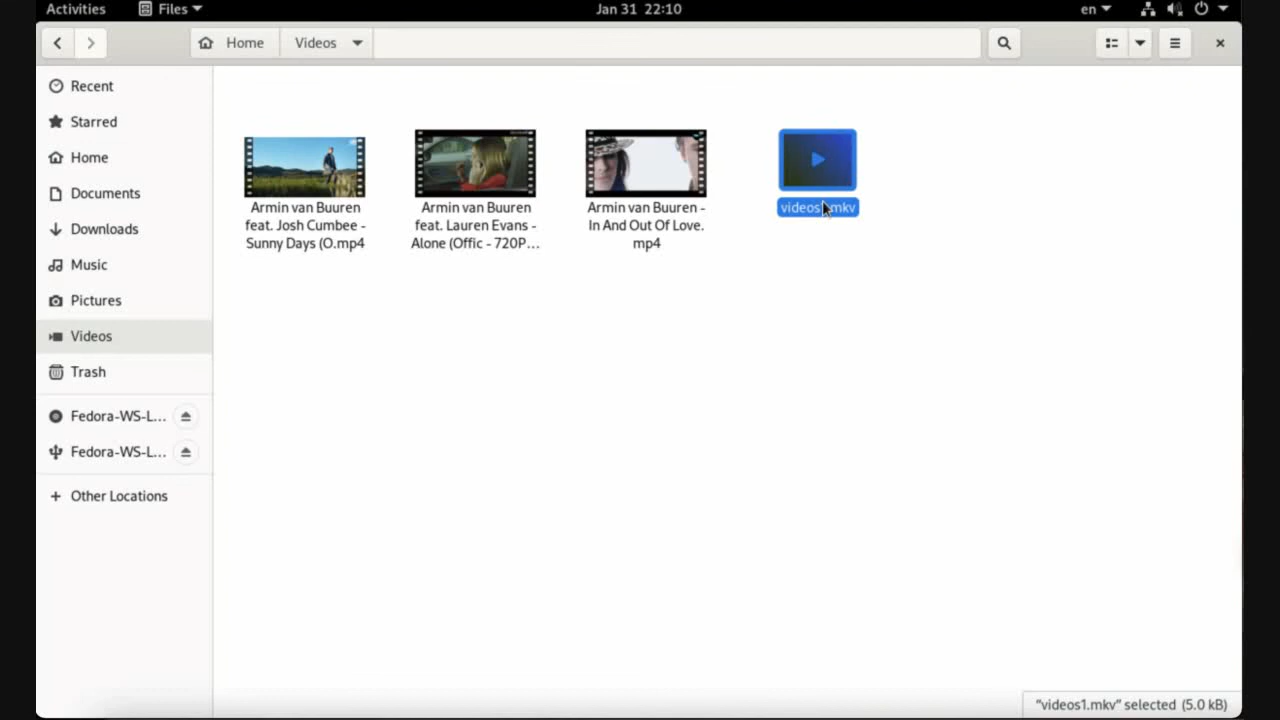 Activities Files Jan 31 22:10 en
Home Videos
Recent
Starred
Home
Documents
Downloads
Music
Pictures
Videos
Trash
Fedora-WS-L...
Fedora-WS-L...
+ Other Locations
Armin van Buuren
feat. Josh Cumbee -
Sunny Days (O.mp4
Armin van Buuren
feat. Lauren Evans -
Alone (Offic - 720P...
Armin van Buuren -
In And Out Of Love.
mp4
videos1.mkv
"videos1.mkv" selected (5.0 kB)